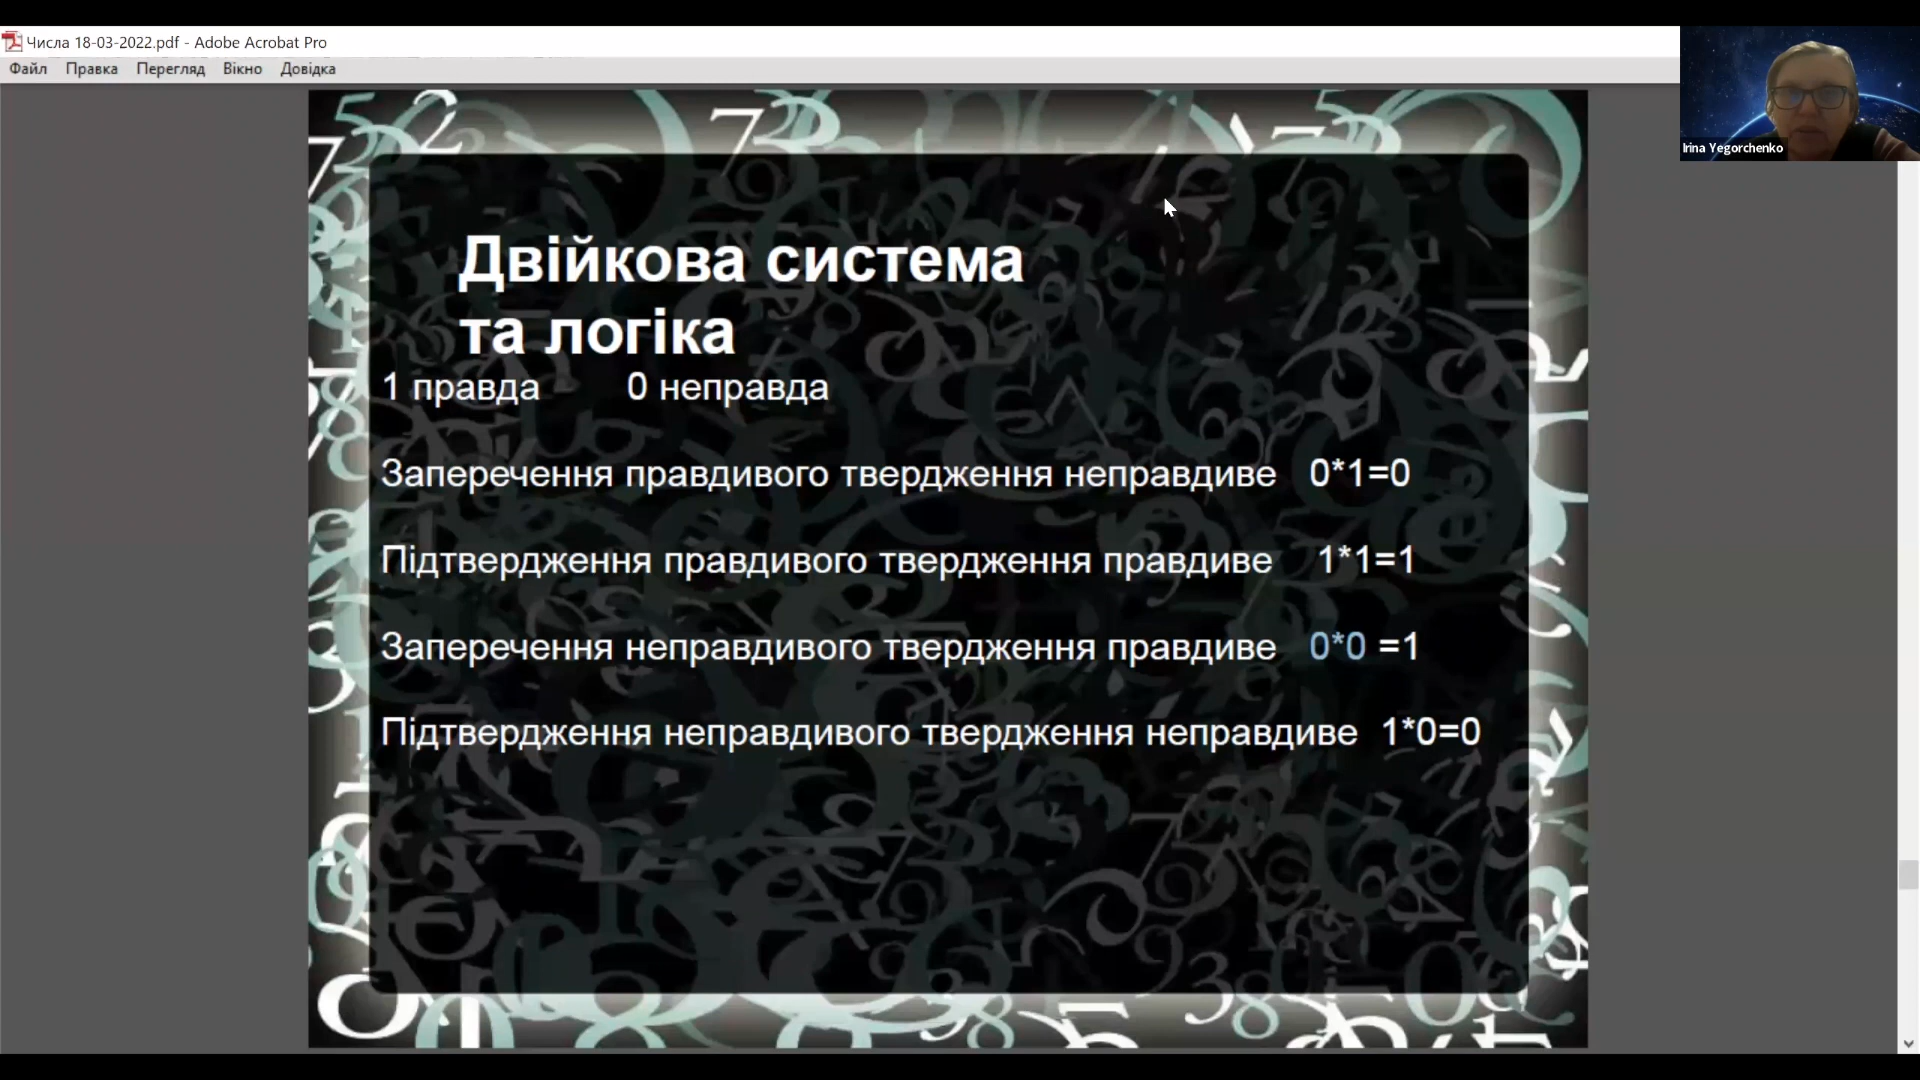 Числа 18-03-2022.pdf - Adobe Acrobat Pro
Файл Правка Перегляд Вікно Довідка
Irina Yegorchenko
Двійкова система
та логіка
1 правда 0 неправда
Заперечення правдивого твердження неправдиве 0*1=0
Підтвердження правдивого твердження правдиве 1*1=1
Заперечення неправдивого твердження правдиве 0*0 =1
Підтвердження неправдивого твердження неправдиве 1*0=0